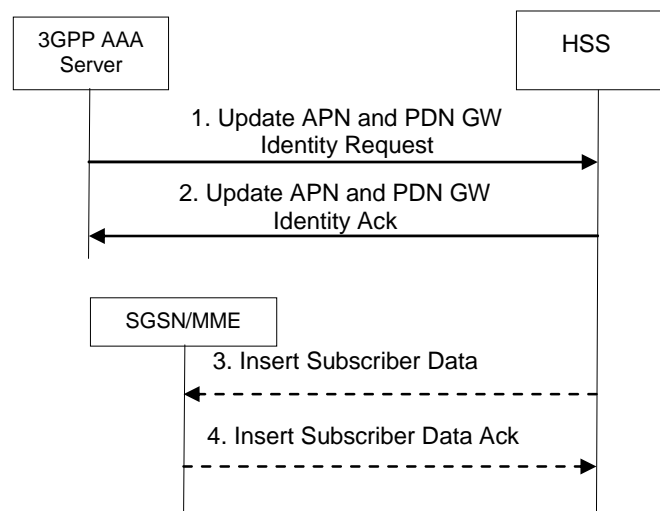 3GPP AAA
Server
HSS
1. Update APN and PDN GW
Identity Request
2. Update APN and PDN GW
Identity Ack
SGSN/MME
3. Insert Subscriber Data
4. Insert Subscriber Data Ack